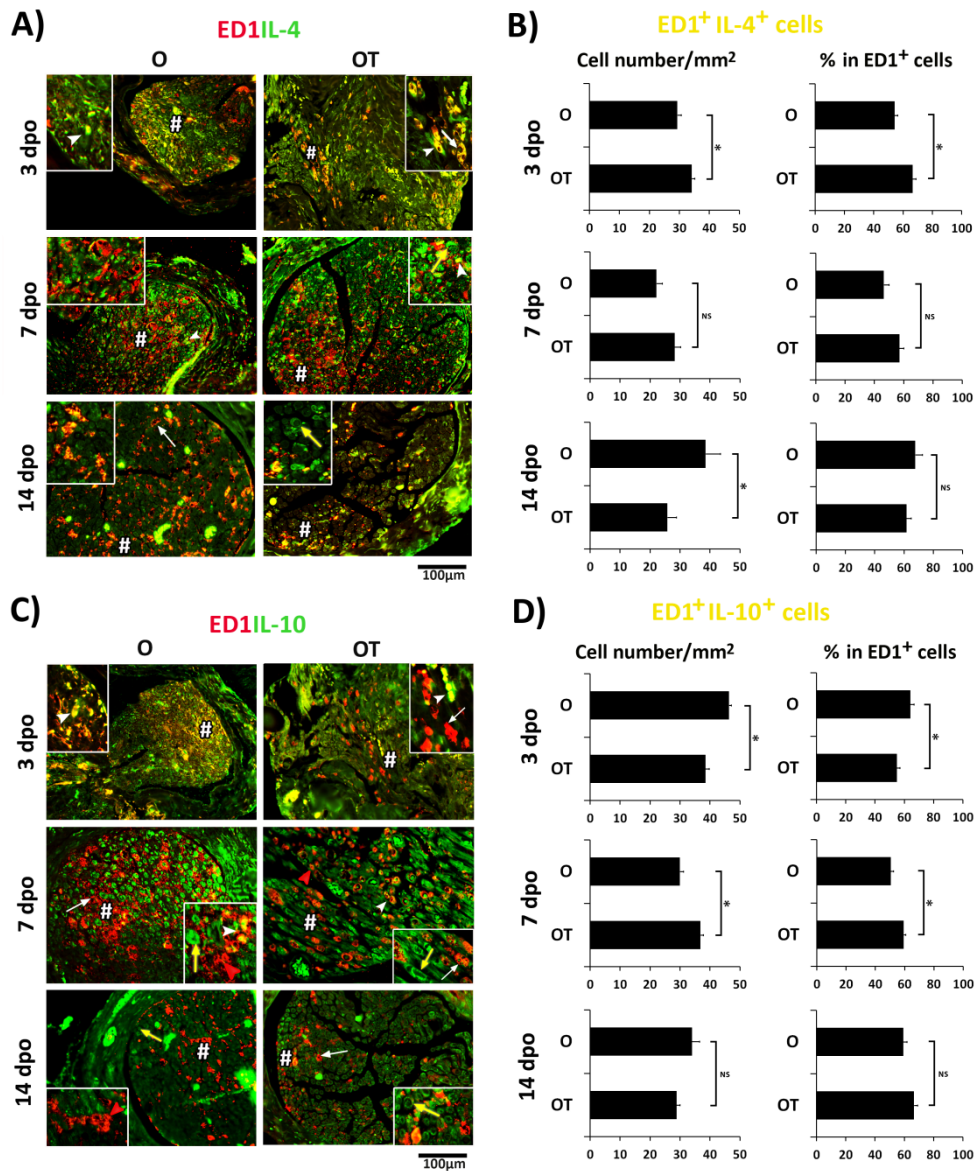 A)
ED1IL-4
O OT
3 dpo
#
#
7 dpo
#
#
14 dpo
#
#
100µm
B)
ED1+ IL-4+ cells
Cell number/mm2 % in ED1+ cells
3 dpo
O
OT
*
0 10 20 30 40 50
O
OT
*
0 20 40 60 80 100
7 dpo
O
OT
NS
0 10 20 30 40 50
O
OT
NS
0 20 40 60 80 100
14 dpo
O
OT
*
0 10 20 30 40 50
O
OT
NS
0 20 40 60 80 100
C)
ED1IL-10
O OT
3 dpo
#
#
7 dpo
#
#
14 dpo
#
#
100µm
D)
ED1+ IL-10+ cells
Cell number/mm2 % in ED1+ cells
3 dpo
O
OT
*
0 10 20 30 40 50
O
OT
*
0 20 40 60 80 100
7 dpo
O
OT
*
0 10 20 30 40 50
O
OT
*
0 20 40 60 80 100
14 dpo
O
OT
NS
0 10 20 30 40 50
O
OT
NS
0 20 40 60 80 100